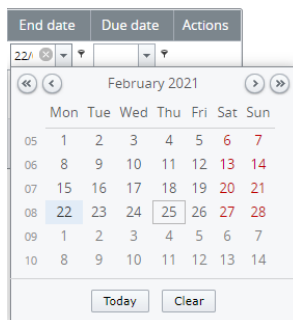 End date Due date Actions
22/
February 2021
Mon Tue Wed Thu Fri Sat Sun
05 1 2 3 4 5 6 7
06 8 9 10 11 12 13 14
07 15 16 17 18 19 20 21
08 22 23 24 25 26 27 28
09 1 2 3 4 5 6 7
10 8 9 10 11 12 13 14
Today Clear